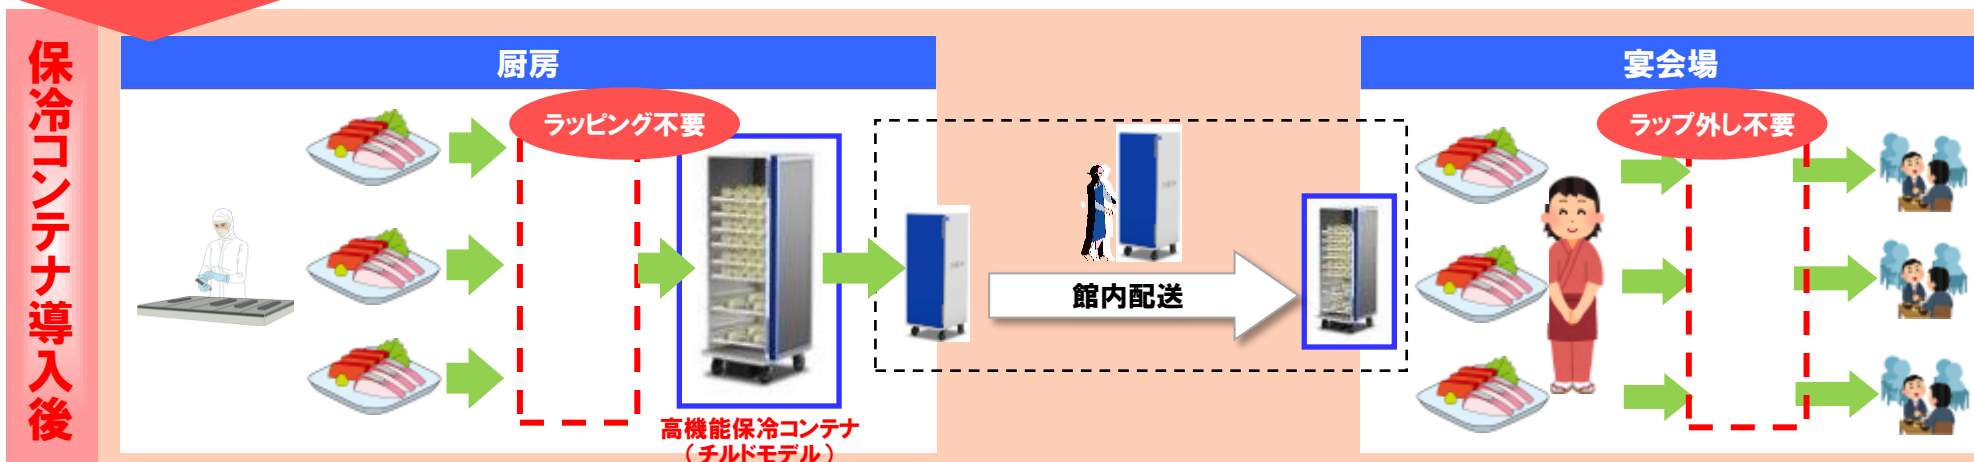 保冷コンテナ導入後
厨房
宴会場
ラッピング不要
ラップ外し不要
館内配送
高機能保冷コンテナ
（チルドモデル）